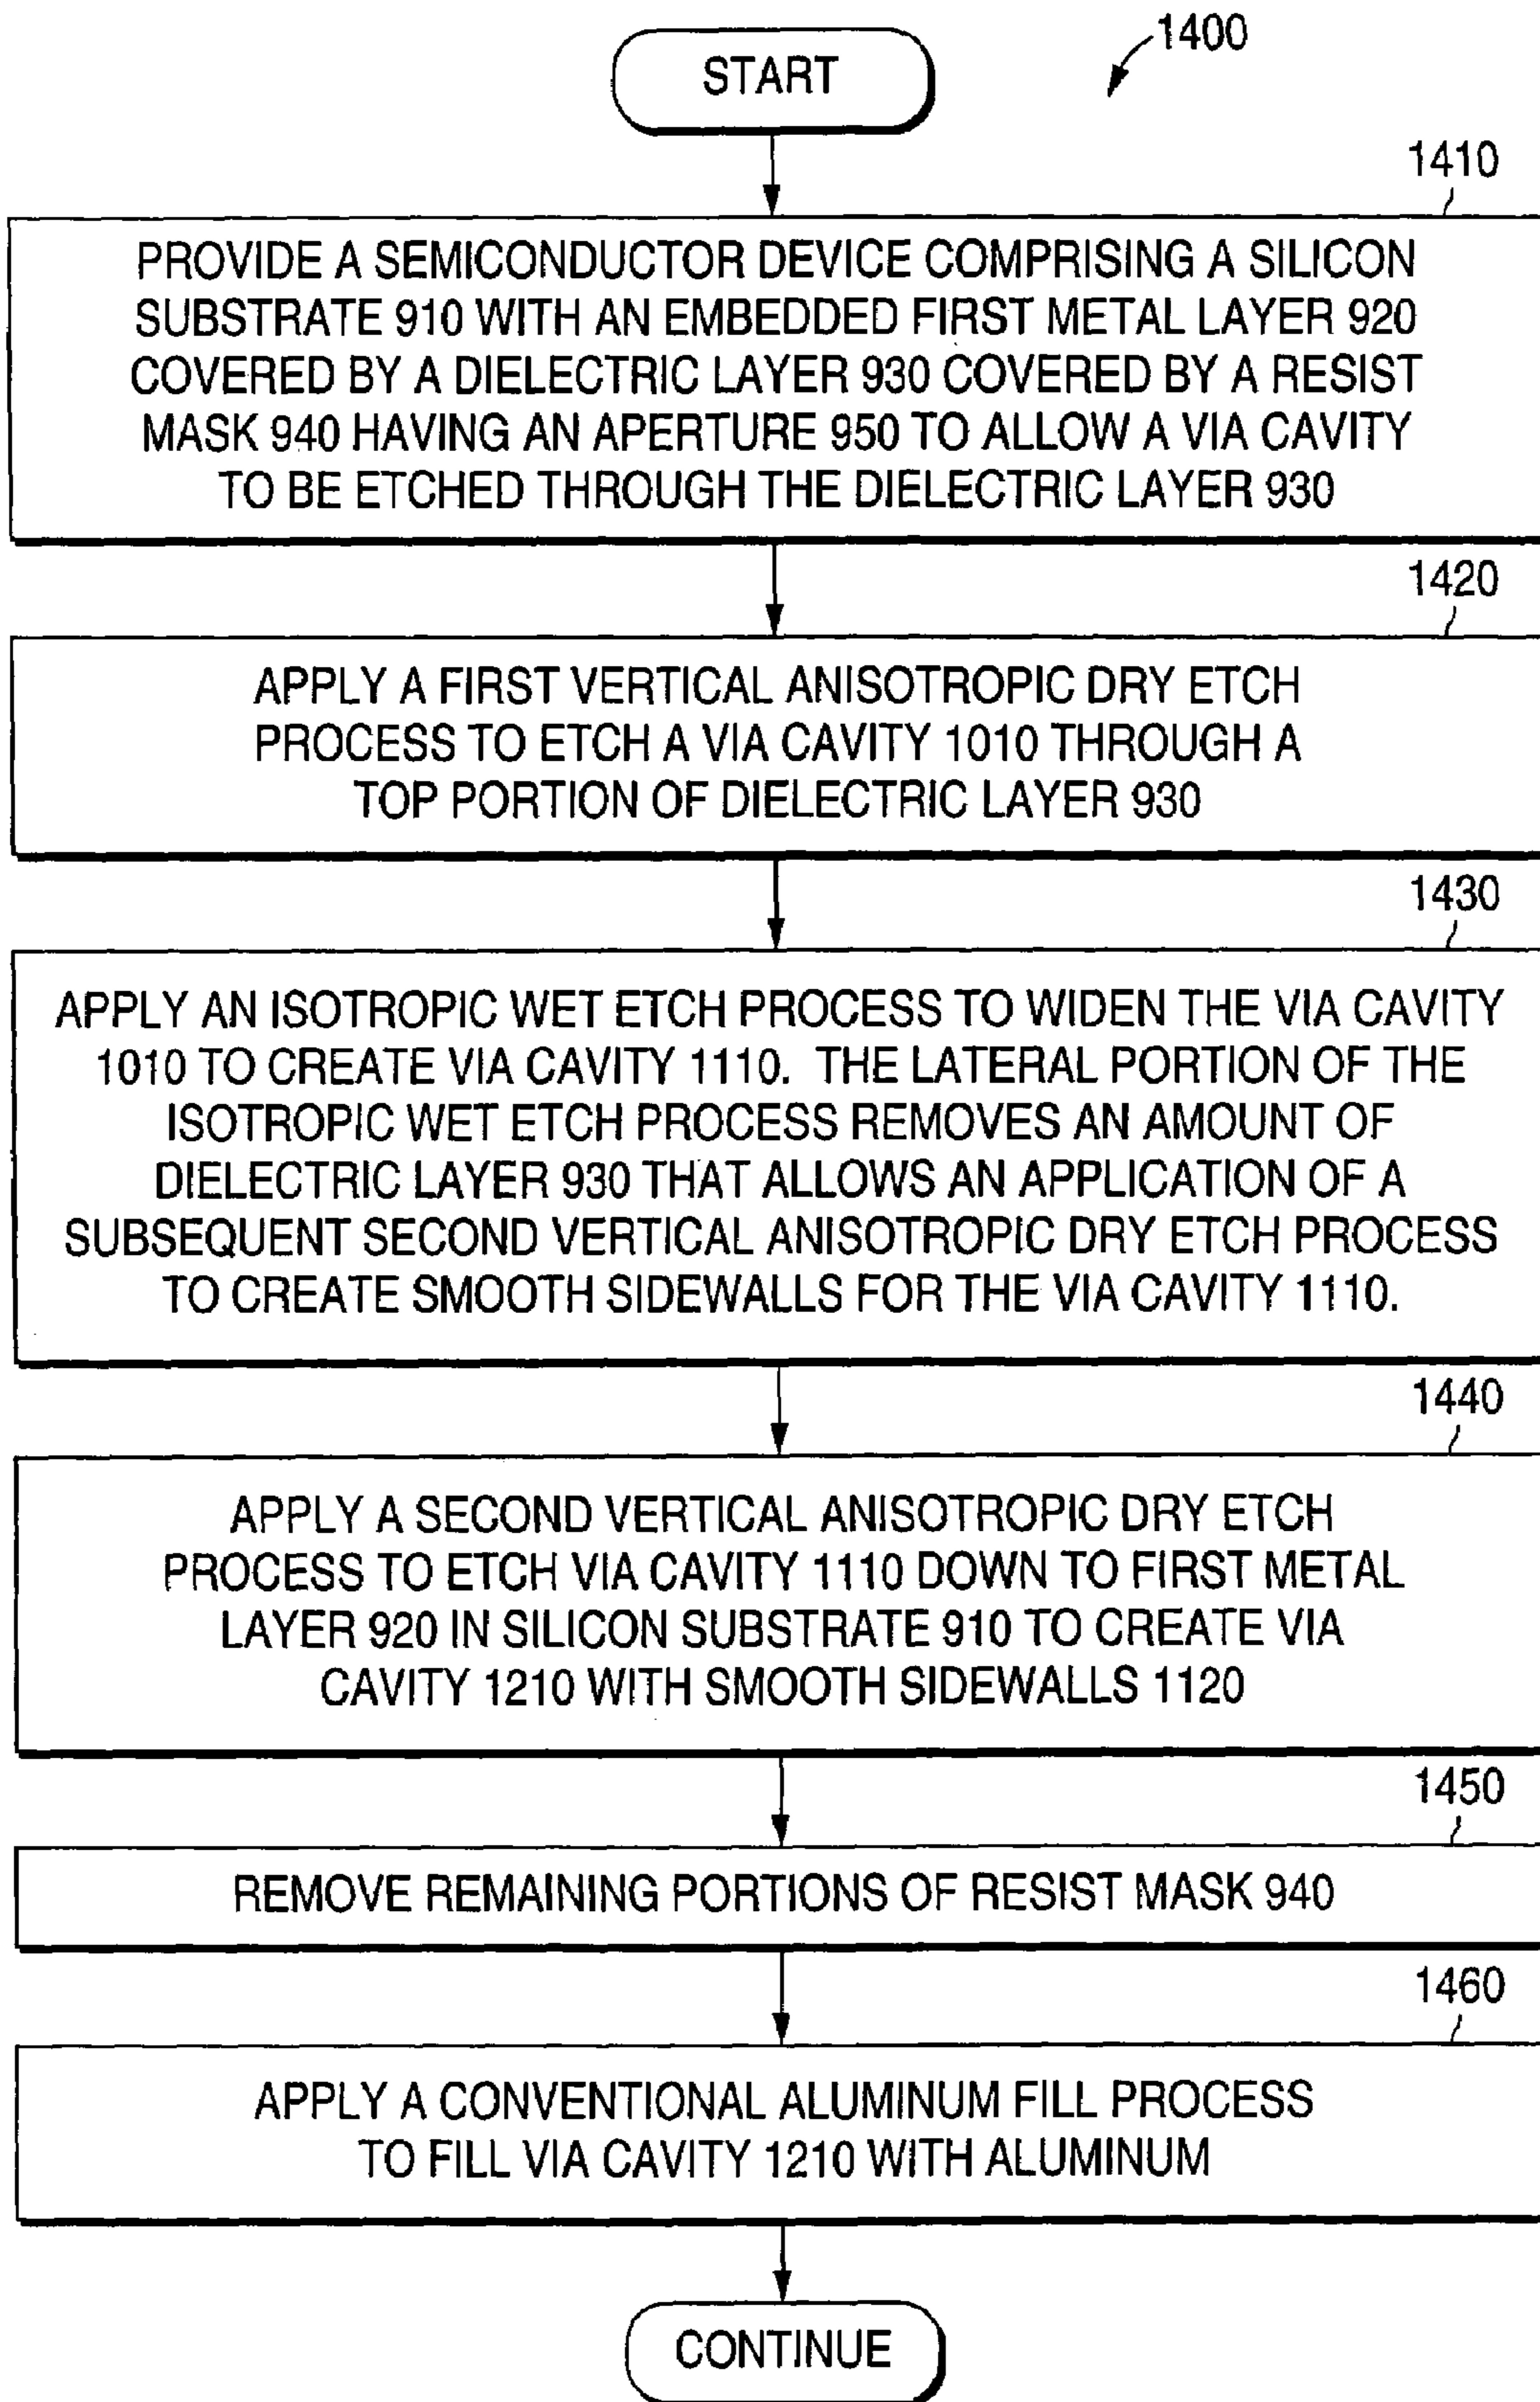 START
1400
1410
PROVIDE A SEMICONDUCTOR DEVICE COMPRISING A SILICON
SUBSTRATE 910 WITH AN EMBEDDED FIRST METAL LAYER 920
COVERED BY A DIELECTRIC LAYER 930 COVERED BY A RESIST
MASK 940 HAVING AN APERTURE 950 TO ALLOW A VIA CAVITY
TO BE ETCHED THROUGH THE DIELECTRIC LAYER 930
1420
APPLY A FIRST VERTICAL ANISOTROPIC DRY ETCH
PROCESS TO ETCH A VIA CAVITY 1010 THROUGH A
TOP PORTION OF DIELECTRIC LAYER 930
1430
APPLY AN ISOTROPIC WET ETCH PROCESS TO WIDEN THE VIA CAVITY
1010 TO CREATE VIA CAVITY 1110. THE LATERAL PORTION OF THE
ISOTROPIC WET ETCH PROCESS REMOVES AN AMOUNT OF
DIELECTRIC LAYER 930 THAT ALLOWS AN APPLICATION OF A
SUBSEQUENT SECOND VERTICAL ANISOTROPIC DRY ETCH PROCESS
TO CREATE SMOOTH SIDEWALLS FOR THE VIA CAVITY 1110.
1440
APPLY A SECOND VERTICAL ANISOTROPIC DRY ETCH
PROCESS TO ETCH VIA CAVITY 1110 DOWN TO FIRST METAL
LAYER 920 IN SILICON SUBSTRATE 910 TO CREATE VIA
CAVITY 1210 WITH SMOOTH SIDEWALLS 1120
1450
REMOVE REMAINING PORTIONS OF RESIST MASK 940
1460
APPLY A CONVENTIONAL ALUMINUM FILL PROCESS
TO FILL VIA CAVITY 1210 WITH ALUMINUM
CONTINUE